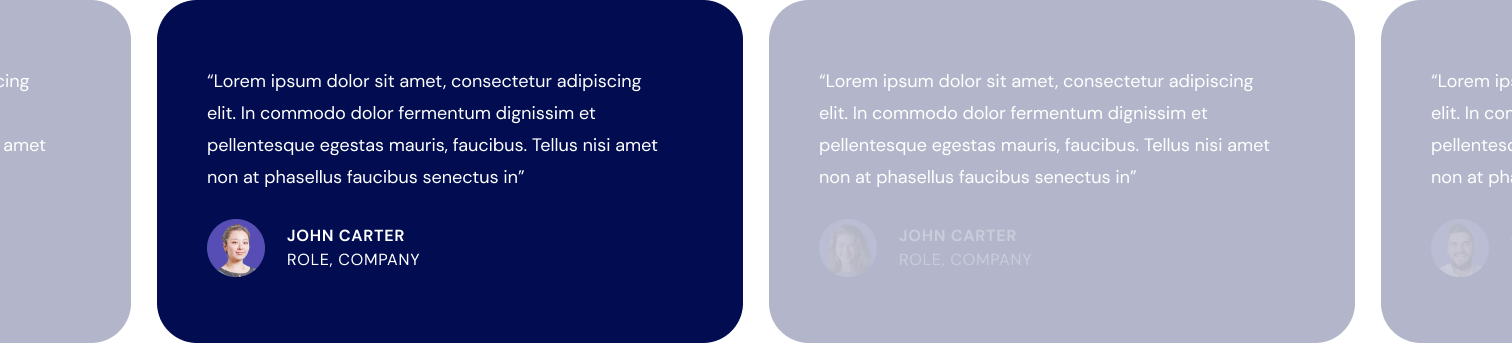 cing
amet
“Lorem ipsum dolor sit amet, consectetur adipiscing
elit. In commodo dolor fermentum dignissim et
pellentesque egestas mauris, faucibus. Tellus nisi amet
non at phasellus faucibus senectus in”
JOHN CARTER
ROLE, COMPANY
“Lorem ipsum dolor sit amet, consectetur adipiscing
elit. In commodo dolor fermentum dignissim et
pellentesque egestas mauris, faucibus. Tellus nisi amet
non at phasellus faucibus senectus in”
JOHN CARTER
ROLE, COMPANY
“Lorem ips
elit. In com
pellentesc
non at pha